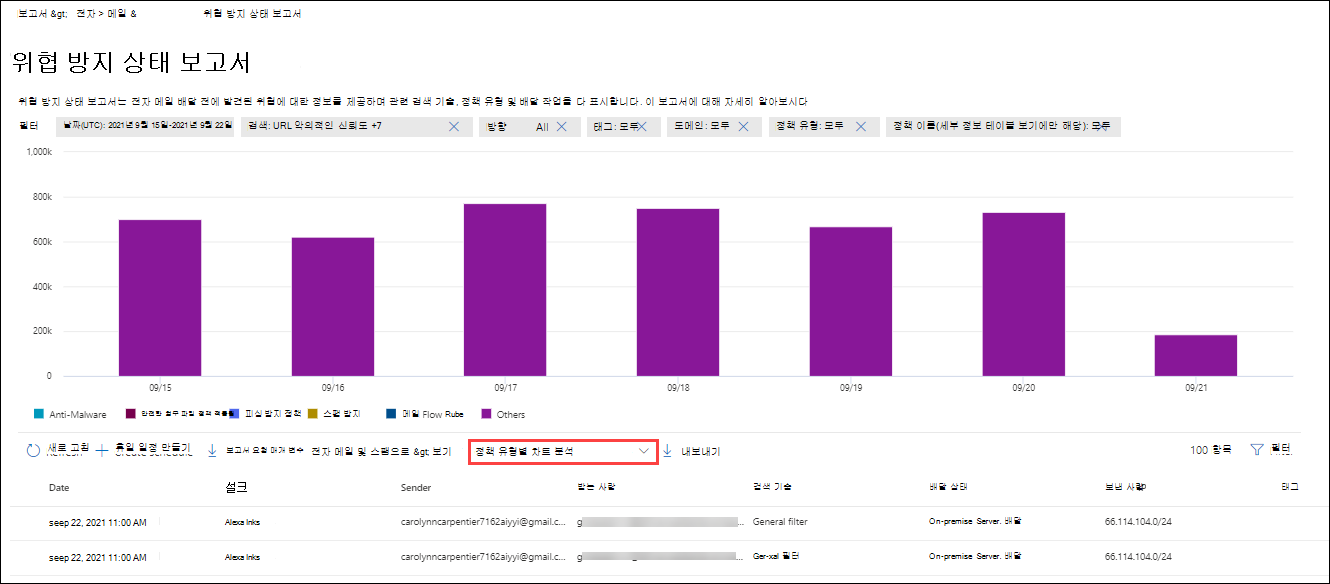 보고서 &gt; 전자 > 메일 & 위협 방지 상태 보고서
위협 방지 상태 보고서
위협 방지 상태 보고서는 전자 메일 배달 전에 발견된 위협에 대한 정보를 제공하며 관련 검색 기술, 정책 유형 및 배달 작업을 다 표시합니다. 이 보고서에 대해 자세히 알아보시다
필터 날짜(UTC): 2021년 9월 15일-2021년 9월 22일 검색: URL 악의적인 신뢰도 +7 방향 All 태그: 모두 도메인: 모두 정책 유형: 모두 정책 이름(세부 정보 테이블 보기에만 해당): 모두
1,000k
800k
600k
400k
200k
0
09/15 09/16 09/17 09/18 09/19 09/20 09/21
Anti-Malware 안전한 첨부 파일 피싱 방지 정책 스팸 방지 메일 Flow Rube Others
새로 고침 휴일 일정 만들기 보고서 요청 매개 변수 전자 메일 및 스팸으로 &gt 보기 정책 유형별 차트 분석 내보내기 100 항목 필터
Refresh Create schedule
Date 설크 Sender 받는 사람 검색 기술 배달 상태 보낸 사람 태그
seep 22, 2021 11:00 AM Alexa Inks carolynncarpentier7162aiyyi@gmail.c... g ... General filter On-premise Server. 배달 66.114.104.0/24
seep 22, 2021 11:00 AM Alexa Inks carolynncarpentier7162aiyyi@gmail.c... g ... Ger-xal 필터 On-premise Server. 배달 66.114.104.0/24